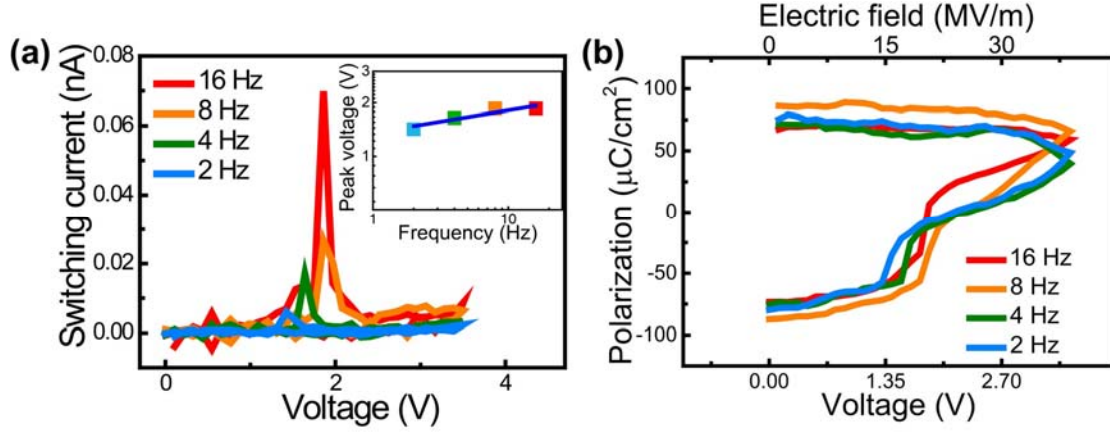 (a)
Switching current (nA)
0.08
0.06
0.04
0.02
0.00
16 Hz
8 Hz
4 Hz
2 Hz
Peak voltage (V)
3
2
1
1
10
Frequency (Hz)
0
2
4
Voltage (V)
(b)
Electric field (MV/m)
0
15
30
Polarization (μC/cm²)
100
50
0
-50
-100
16 Hz
8 Hz
4 Hz
2 Hz
0.00
1.35
2.70
Voltage (V)